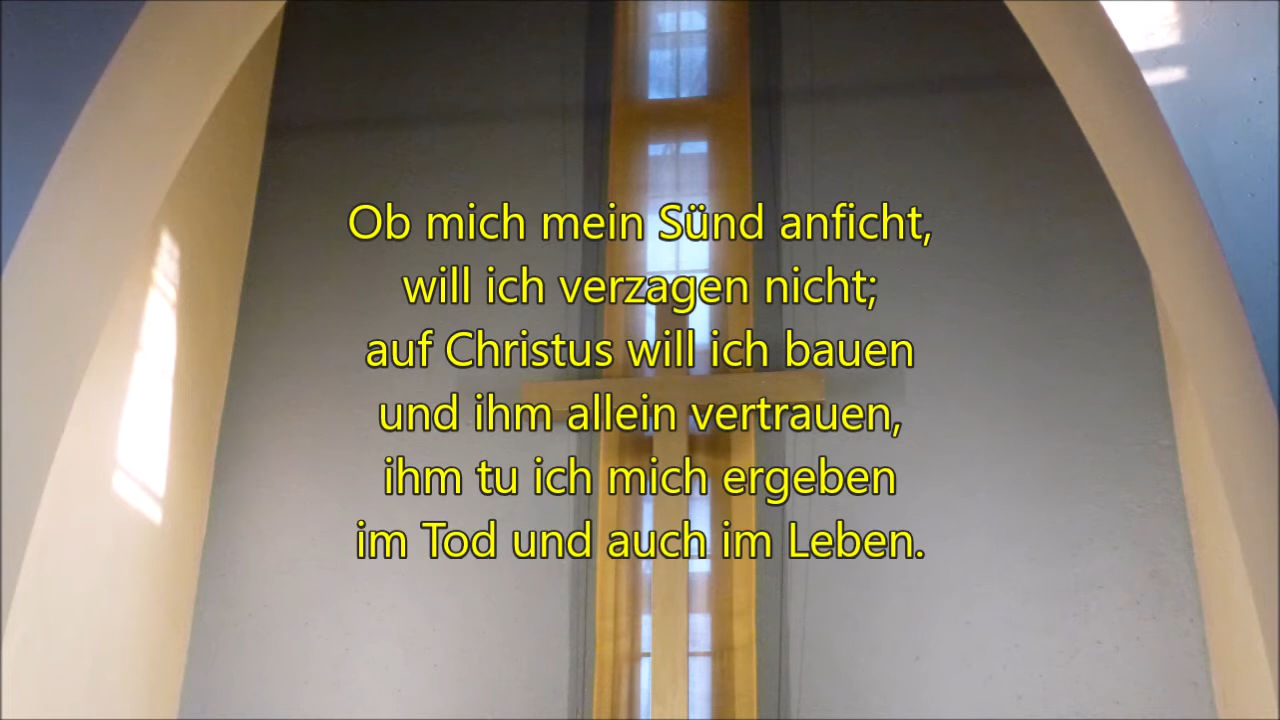 Ob mich mein Sünd anficht,
will ich verzagen nicht;
auf Christus will ich bauen
und ihm allein vertrauen,
ihm tu ich mich ergeben
im Tod und auch im Leben.